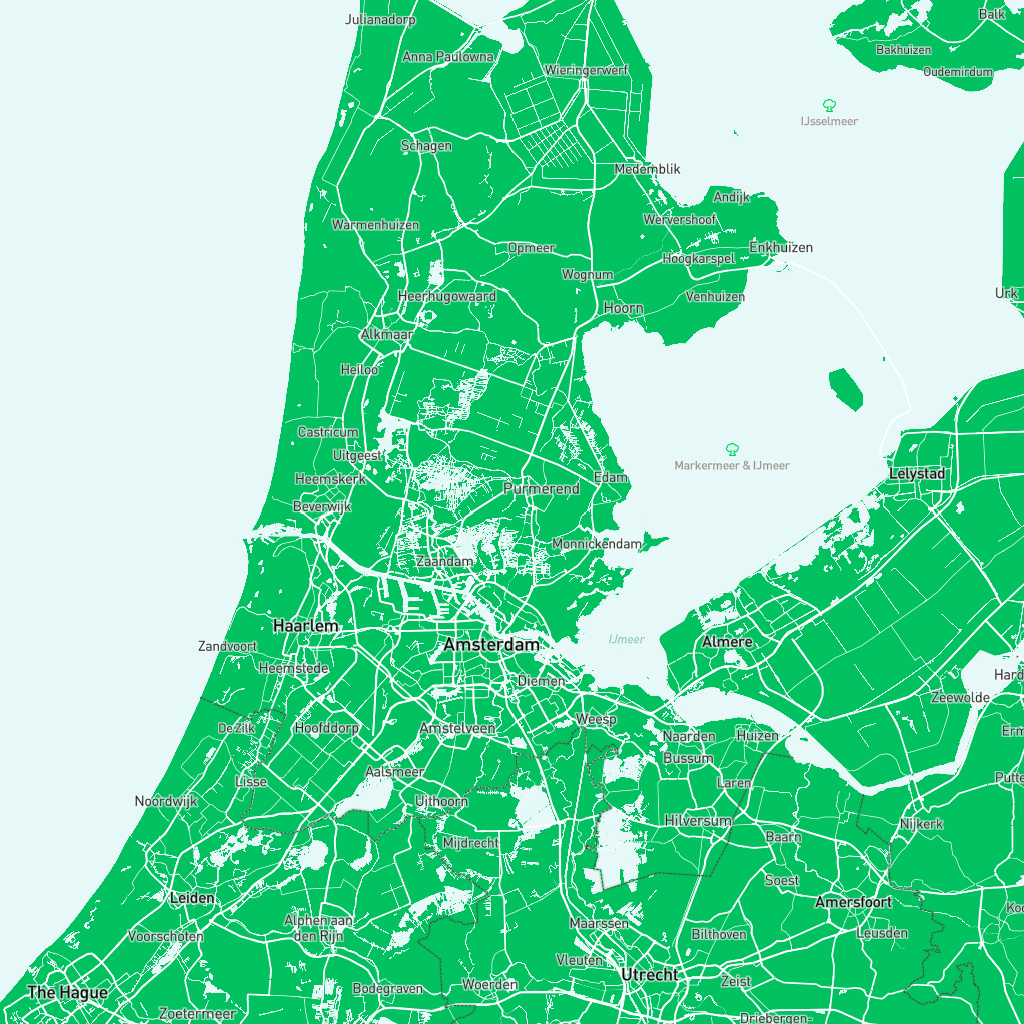 Julianadorp
Balk
Bakhuizen
Anna Paulowna
Wieringerwerf
Oudemirdum
IJsselmeer
Schagen
Medemblik
Andijk
Wervershoof
Warmenhuizen
Opmeer
Enkhuizen
Hoogkarspel
Wognum
Urk
Heerhugowaard
Venhuizen
Hoorn
Alkmaar
Heiloo
Castricum
Uitgeest
Markermeer & IJmeer
Lelystad
Heemskerk
Edam
Purmerend
Beverwijk
Monnickendam
Zaandam
Haarlem
IJmeer
Almere
Zandvoort
Amsterdam
Heemstede
Diemen
Hard
Zeewolde
De Zilk
Hoofddorp
Amstelveen
Weesp
Naarden
Huizen
Erm
Bussum
Aalsmeer
Lisse
Laren
Putte
Noordwijk
Uithoorn
Hilversum
Nijkerk
Baarn
Mijdrecht
Soest
Leiden
Amersfoort
Koo
Alphen aan
den Rijn
Maarssen
Voorschoten
Bilthoven
Leusden
Vleuten
Utrecht
The Hague
Bodegraven
Woerden
Zeist
Zoetermeer
Driebergen-